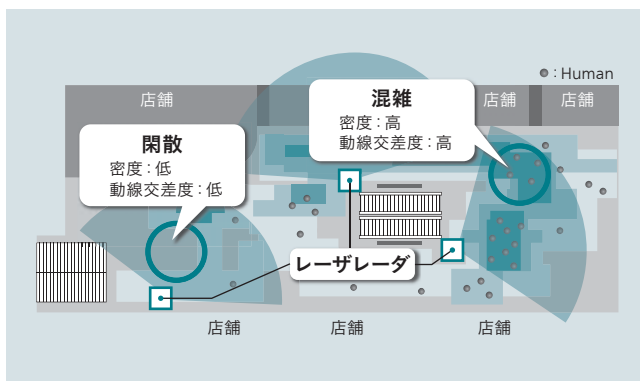 ：Human
店舗
店舗
店舗
混雑
密度：高
動線交差度：高
閑散
密度：低
動線交差度：低
レーザレーダ
店舗
店舗
店舗